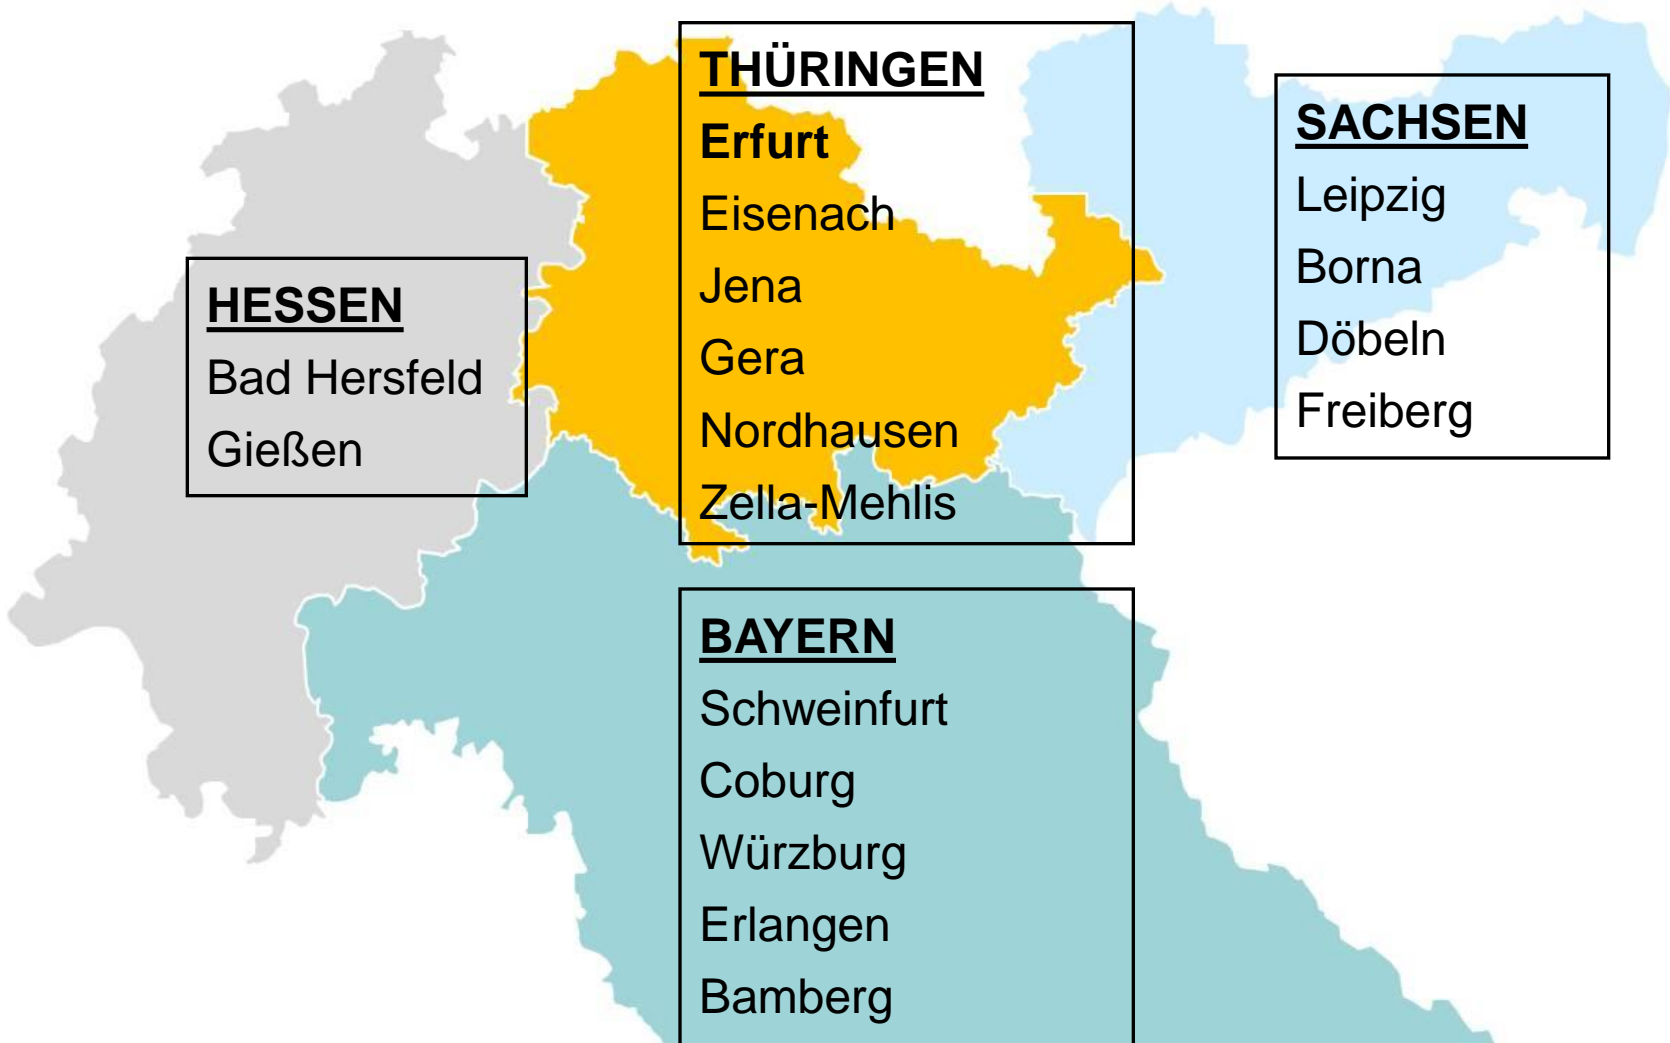 THÜRINGEN
Erfurt
Eisenach
Jena
Gera
Nordhausen
Zella-Mehlis
SACHSEN
Leipzig
Borna
Döbeln
Freiberg
HESSEN
Bad Hersfeld
Gießen
BAYERN
Schweinfurt
Coburg
Würzburg
Erlangen
Bamberg